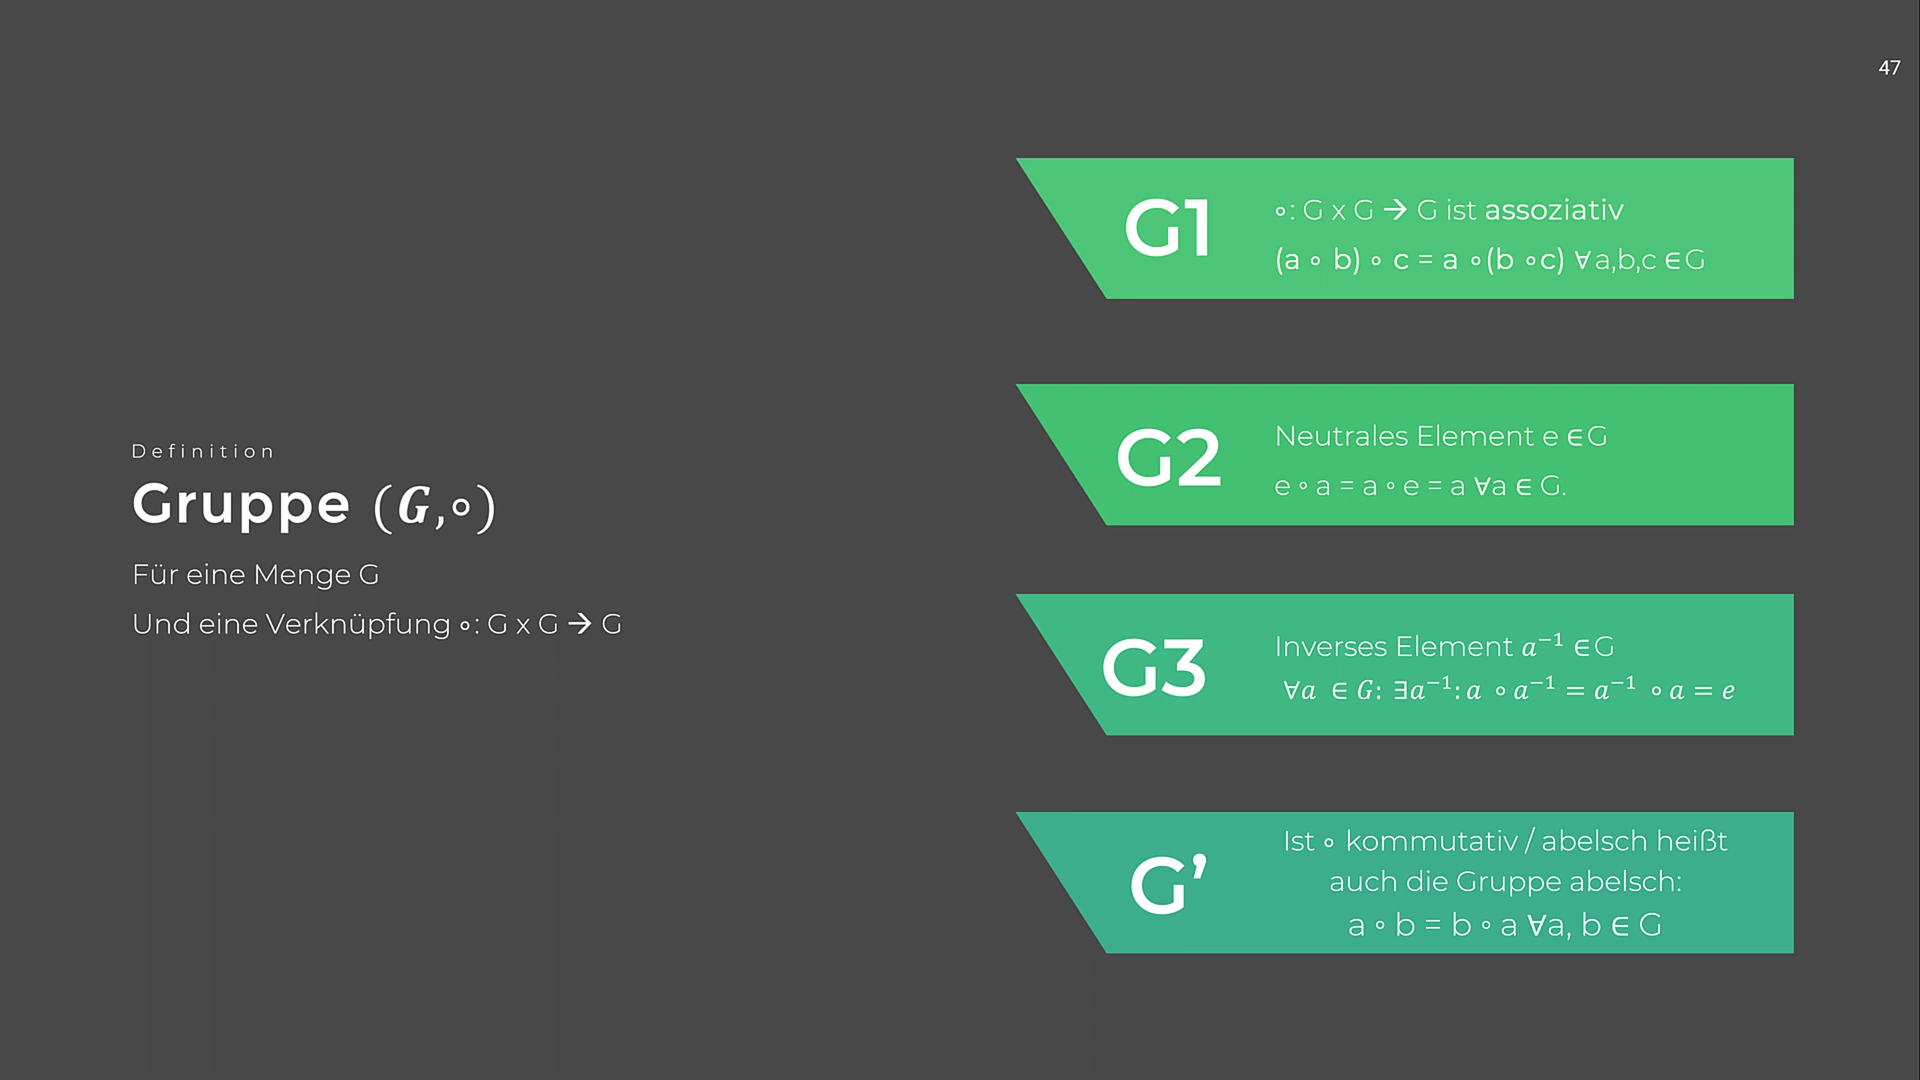 47
Definition
Gruppe (G,∘)
Für eine Menge G
Und eine Verknüpfung ∘: G x G → G
G1
∘: G x G → G ist assoziativ
(a ∘ b) ∘ c = a ∘(b ∘c) ∀a,b,c ∈G
G2
Neutrales Element e ∈G
e ∘ a = a ∘ e = a ∀a ∈ G.
G3
Inverses Element a⁻¹ ∈G
∀a ∈ G: ∃a⁻¹: a ∘ a⁻¹ = a⁻¹ ∘ a = e
G’
Ist ∘ kommutativ / abelsch heißt
auch die Gruppe abelsch:
a ∘ b = b ∘ a ∀a, b ∈ G